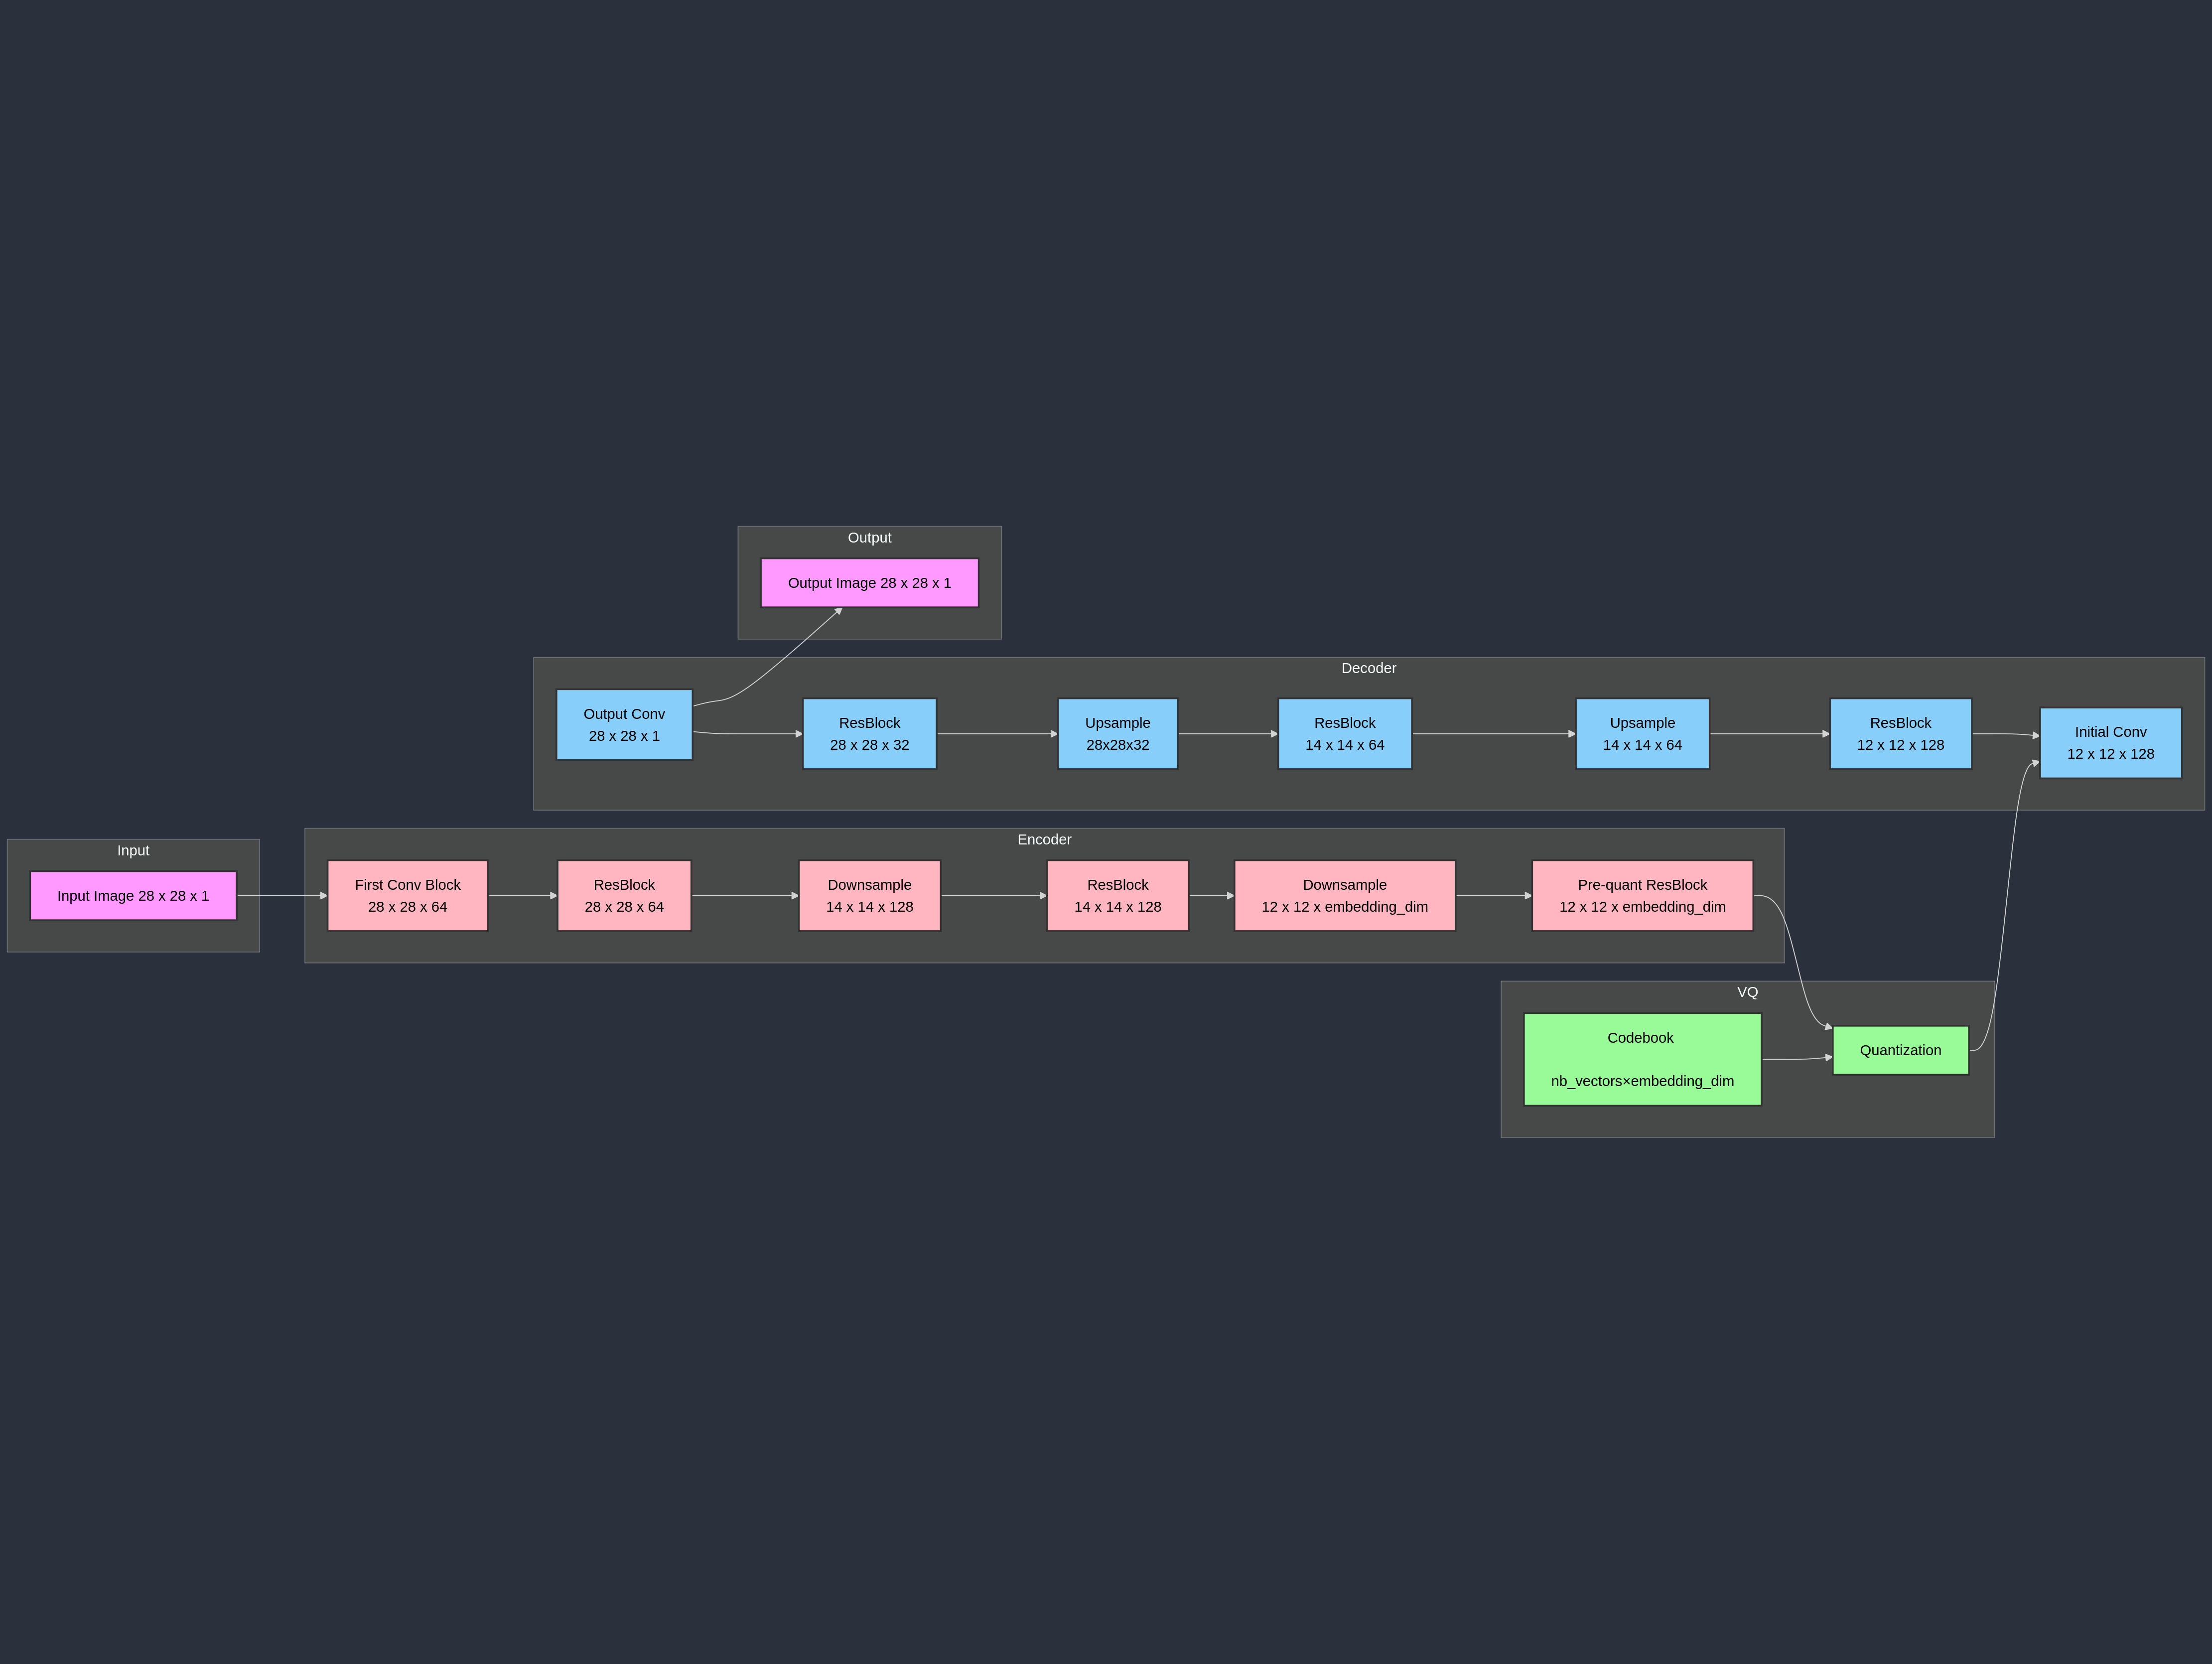 Output
Output Image 28 x 28 x 1
Decoder
Output Conv
28 x 28 x 1
ResBlock
28 x 28 x 32
Upsample
28x28x32
ResBlock
14 x 14 x 64
Upsample
14 x 14 x 64
ResBlock
12 x 12 x 128
Initial Conv
12 x 12 x 128
Input
Input Image 28 x 28 x 1
Encoder
First Conv Block
28 x 28 x 64
ResBlock
28 x 28 x 64
Downsample
14 x 14 x 128
ResBlock
14 x 14 x 128
Downsample
12 x 12 x embedding_dim
Pre-quant ResBlock
12 x 12 x embedding_dim
VQ
Codebook
nb_vectors×embedding_dim
Quantization